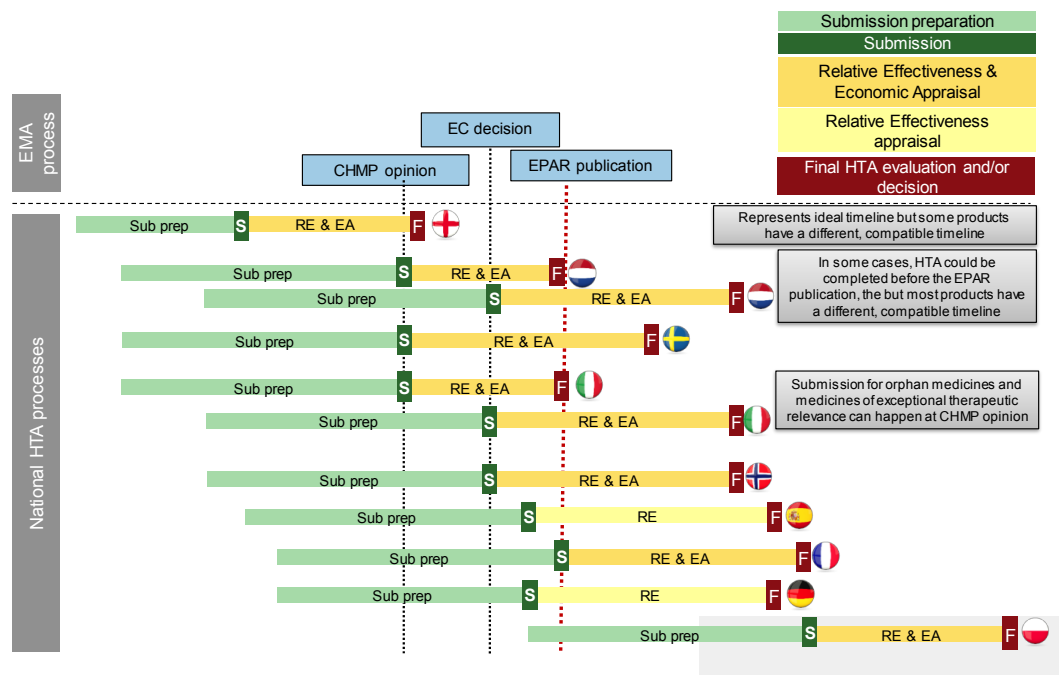 Submission preparation
Submission
Relative Effectiveness &
Economic Appraisal
Relative Effectiveness
appraisal
Final HTA evaluation and/or
decision
EMA
process
EC decision
CHMP opinion
EPAR publication
National HTA processes
Sub prep S RE & EA F
Represents ideal timeline but some products
have a different, compatible timeline
Sub prep S RE & EA F
In some cases, HTA could be
completed before the EPAR
publication, the but most products have
a different, compatible timeline
Sub prep S RE & EA F
Sub prep S RE & EA F
Sub prep S RE & EA F
Submission for orphan medicines and
medicines of exceptional therapeutic
relevance can happen at CHMP opinion
Sub prep S RE & EA F
Sub prep S RE & EA F
Sub prep S RE F
Sub prep S RE & EA F
Sub prep S RE F
Sub prep S RE & EA F